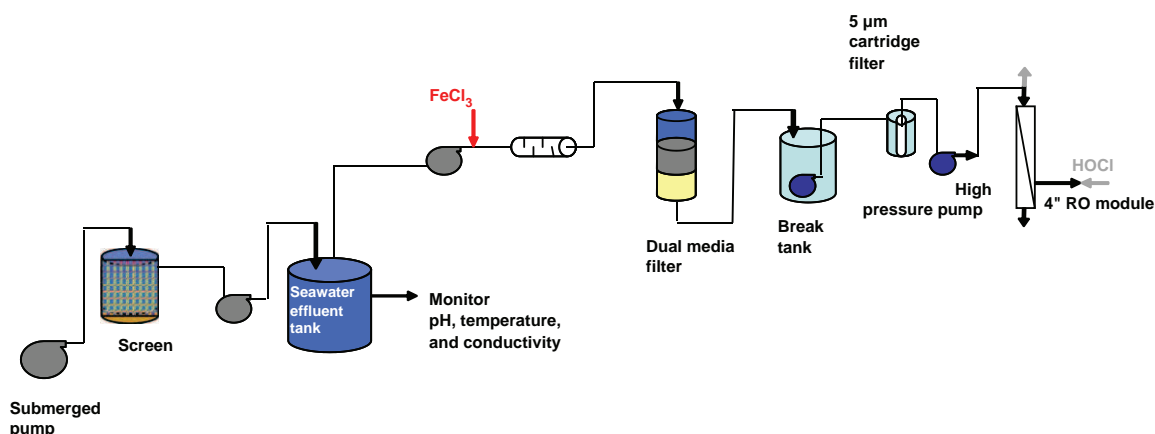 5 µm
cartridge
filter
FeCl3
HOCl
4" RO module
High
pressure pump
Break
tank
Dual media
filter
Seawater
effluent
tank
Monitor
pH, temperature,
and conductivity
Screen
Submerged
pump